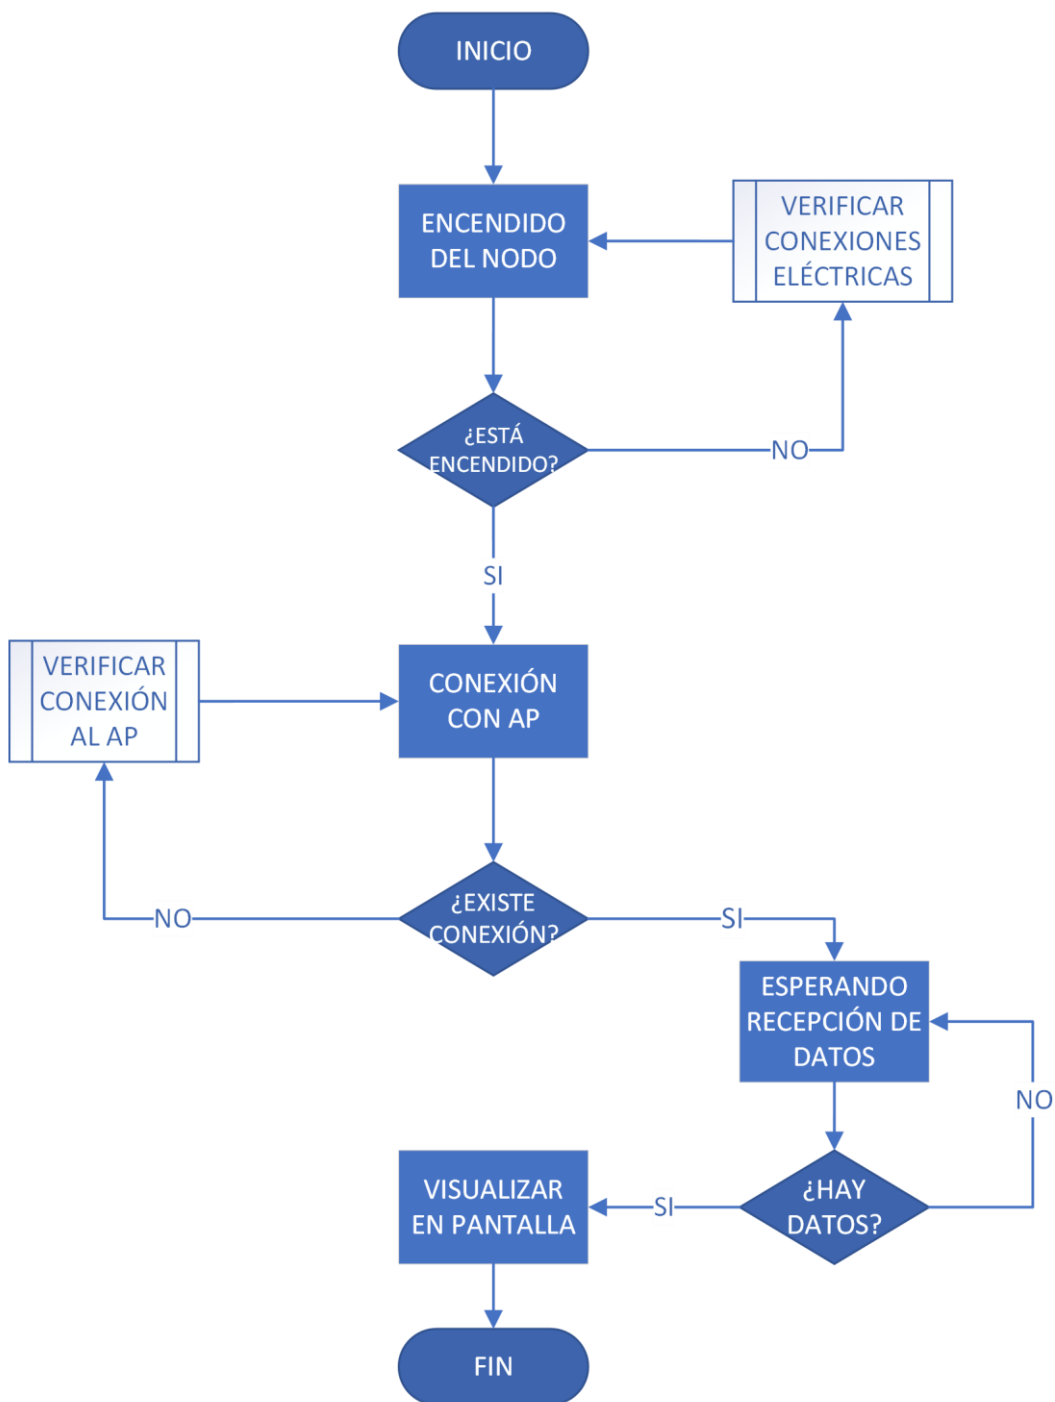 INICIO
ENCENDIDO
DEL NODO
VERIFICAR
CONEXIONES
ELÉCTRICAS
¿ESTÁ
ENCENDIDO?
NO
SI
VERIFICAR
CONEXIÓN
AL AP
CONEXIÓN
CON AP
¿EXISTE
CONEXIÓN?
NO
SI
ESPERANDO
RECEPCIÓN DE
DATOS
NO
¿HAY
DATOS?
SI
VISUALIZAR
EN PANTALLA
FIN